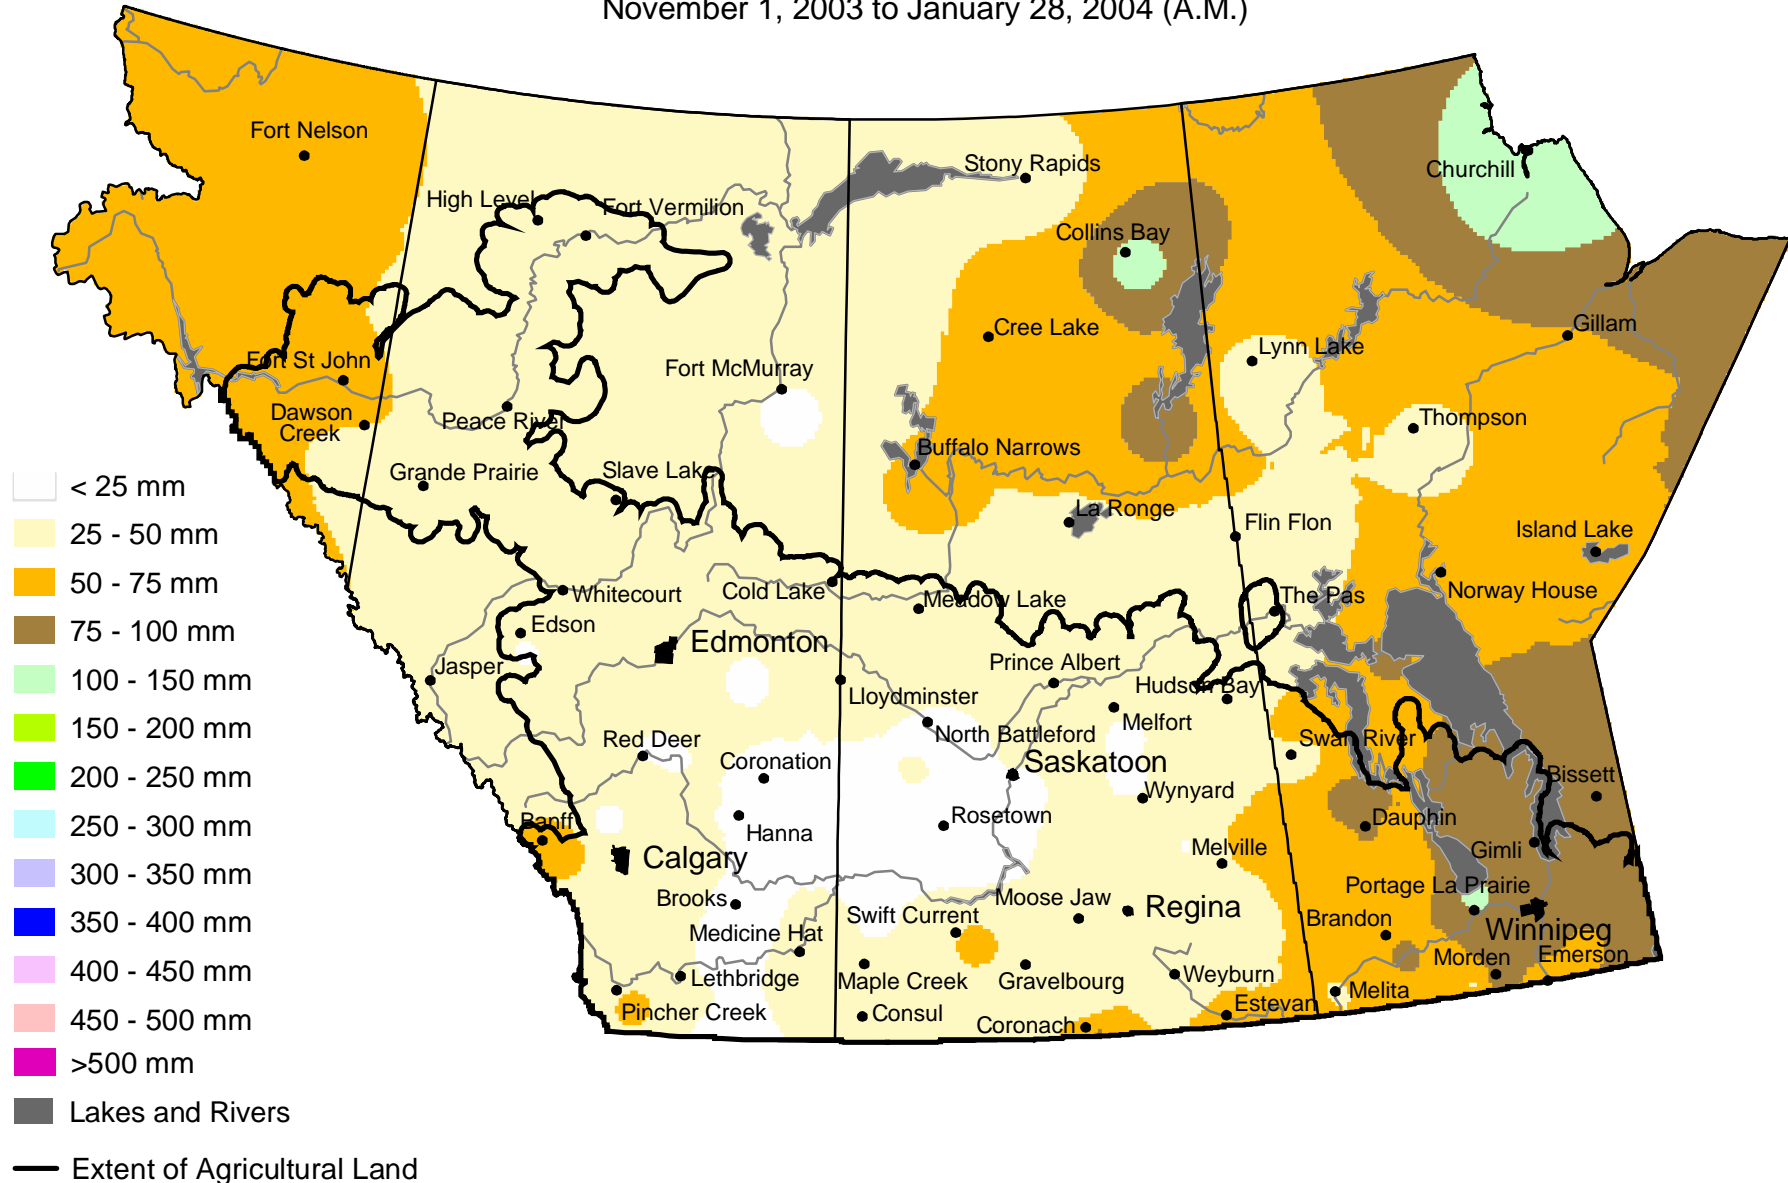 November 1, 2003 to January 28, 2004 (A.M.)
Fort Nelson
Stony Rapids
Churchill
High Level
Fort Vermilion
Collins Bay
Cree Lake
Gillam
Lynn Lake
Fort St John
Fort McMurray
Dawson
Creek
Peace River
Thompson
Buffalo Narrows
Grande Prairie
Slave Lake
La Ronge
Flin Flon
Island Lake
Whitecourt
Cold Lake
Meadow Lake
The Pas
Norway House
Edson
Edmonton
Jasper
Prince Albert
Lloydminster
Hudson Bay
Melfort
North Battleford
Red Deer
Coronation
Saskatoon
Swan River
Bissett
Wynyard
Banff
Hanna
Rosetown
Dauphin
Calgary
Melville
Gimli
Brooks
Moose Jaw
Portage La Prairie
Swift Current
Regina
Brandon
Winnipeg
Medicine Hat
Lethbridge
Maple Creek
Gravelbourg
Weyburn
Morden
Emerson
Melita
Pincher Creek
Consul
Coronach
Estevan
< 25 mm
25 - 50 mm
50 - 75 mm
75 - 100 mm
100 - 150 mm
150 - 200 mm
200 - 250 mm
250 - 300 mm
300 - 350 mm
350 - 400 mm
400 - 450 mm
450 - 500 mm
>500 mm
Lakes and Rivers
Extent of Agricultural Land